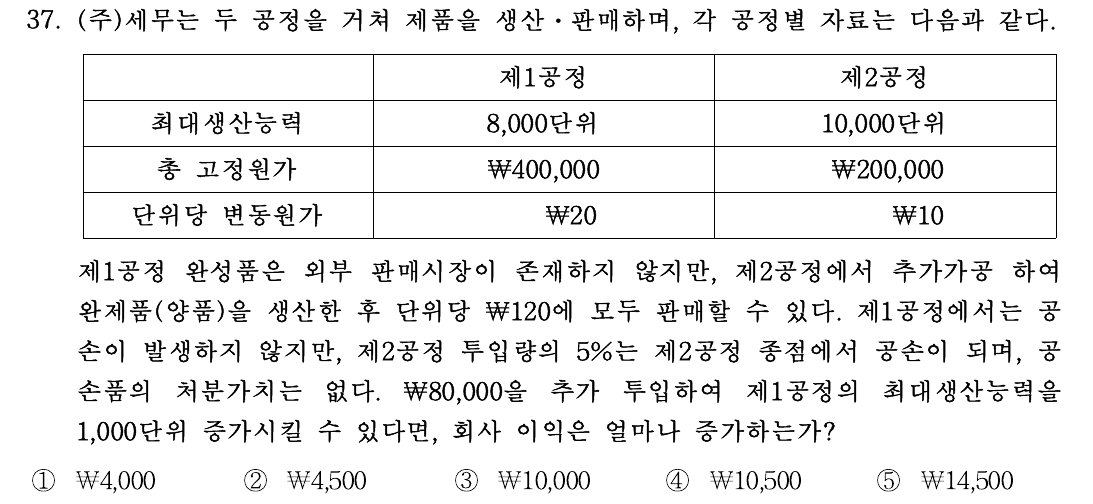 37. (주)세무는 두 공정을 거쳐 제품을 생산·판매하며, 각 공정별 자료는 다음과 같다.
제1공정 제2공정
최대생산능력 8,000단위 10,000단위
총 고정원가 ₩400,000 ₩200,000
단위당 변동원가 ₩20 ₩10
제1공정 완성품은 외부 판매시장이 존재하지 않지만, 제2공정에서 추가가공 하여
완제품(양품)을 생산한 후 단위당 ₩120에 모두 판매할 수 있다. 제1공정에서는 공
손이 발생하지 않지만, 제2공정 투입량의 5%는 제2공정 종점에서 공손이 되며, 공
손품의 처분가치는 없다. ₩80,000을 추가 투입하여 제1공정의 최대생산능력을
1,000단위 증가시킬 수 있다면, 회사 이익은 얼마나 증가하는가?
① ₩4,000 ② ₩4,500 ③ ₩10,000 ④ ₩10,500 ⑤ ₩14,500